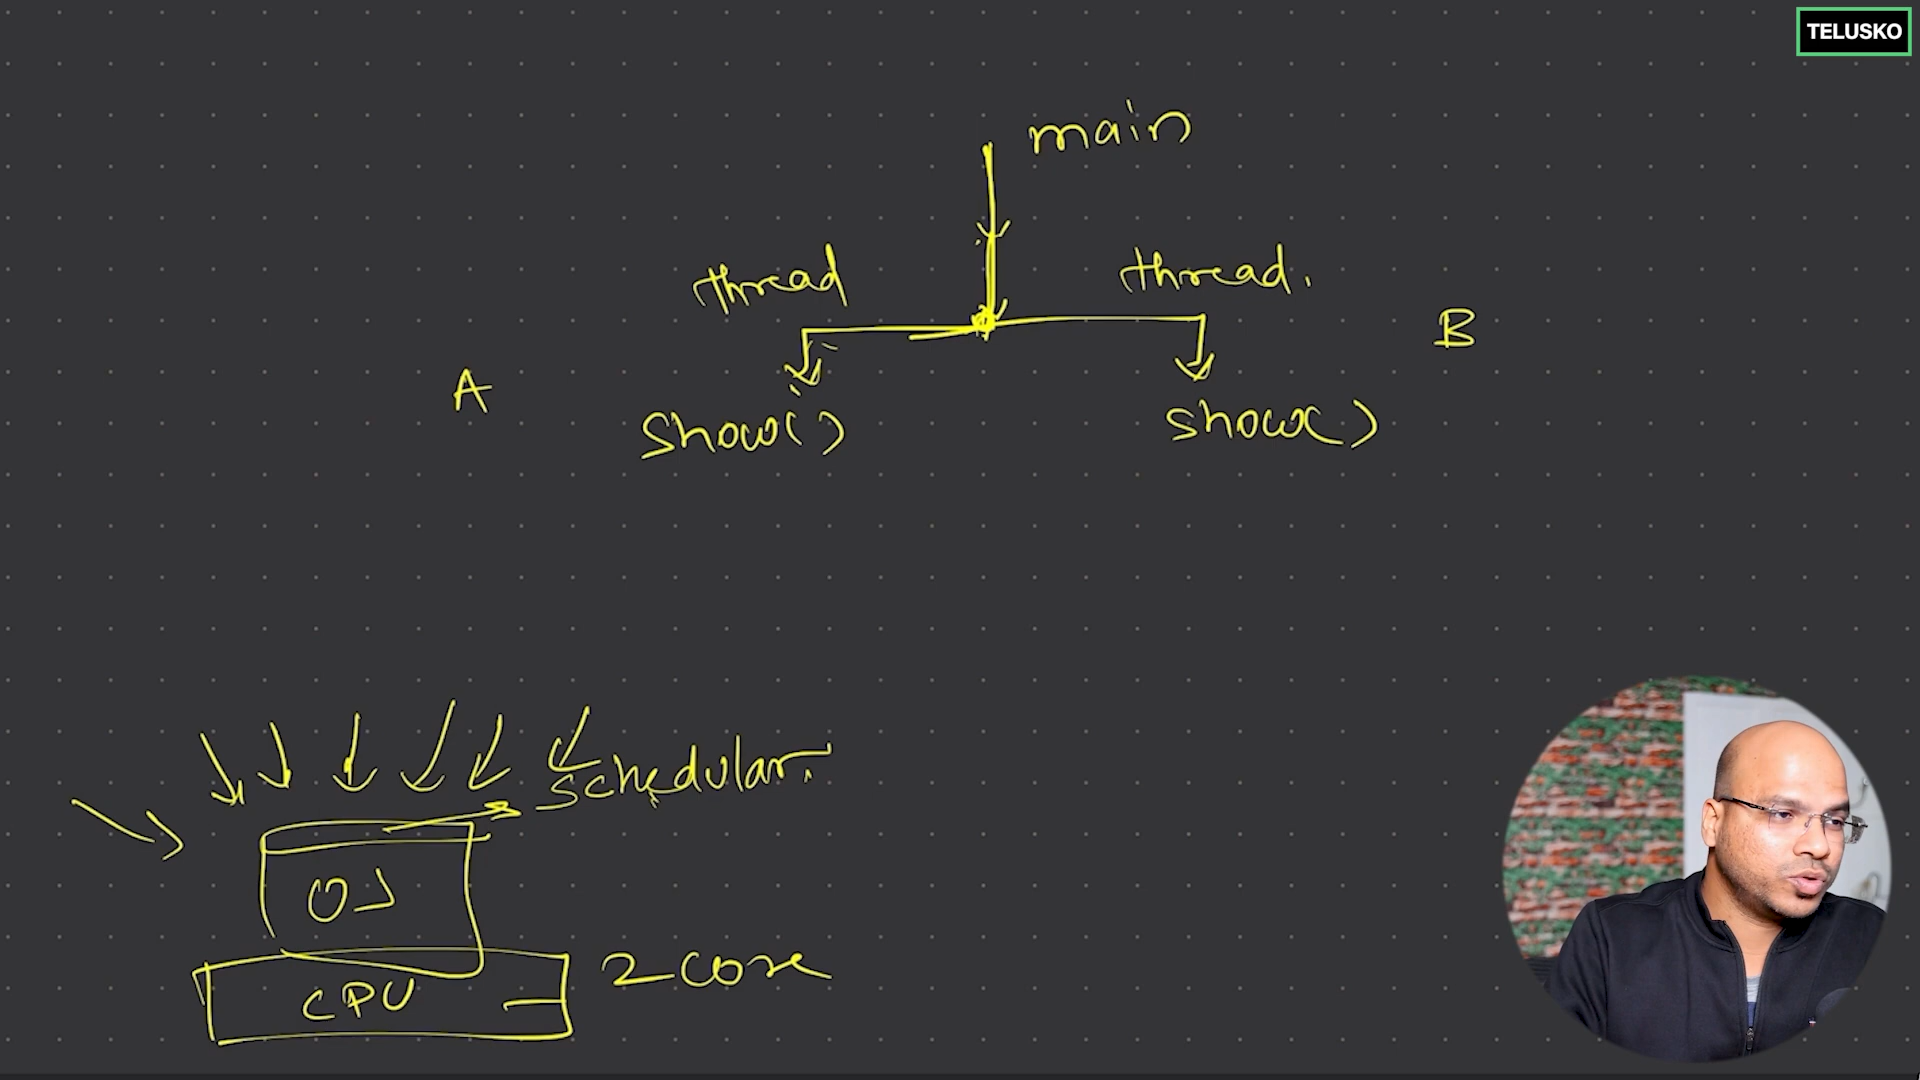 TELUSKO
main
thread
thread.
A
B
Show()
Show()
Schedular.
OS
CPU
2 Core